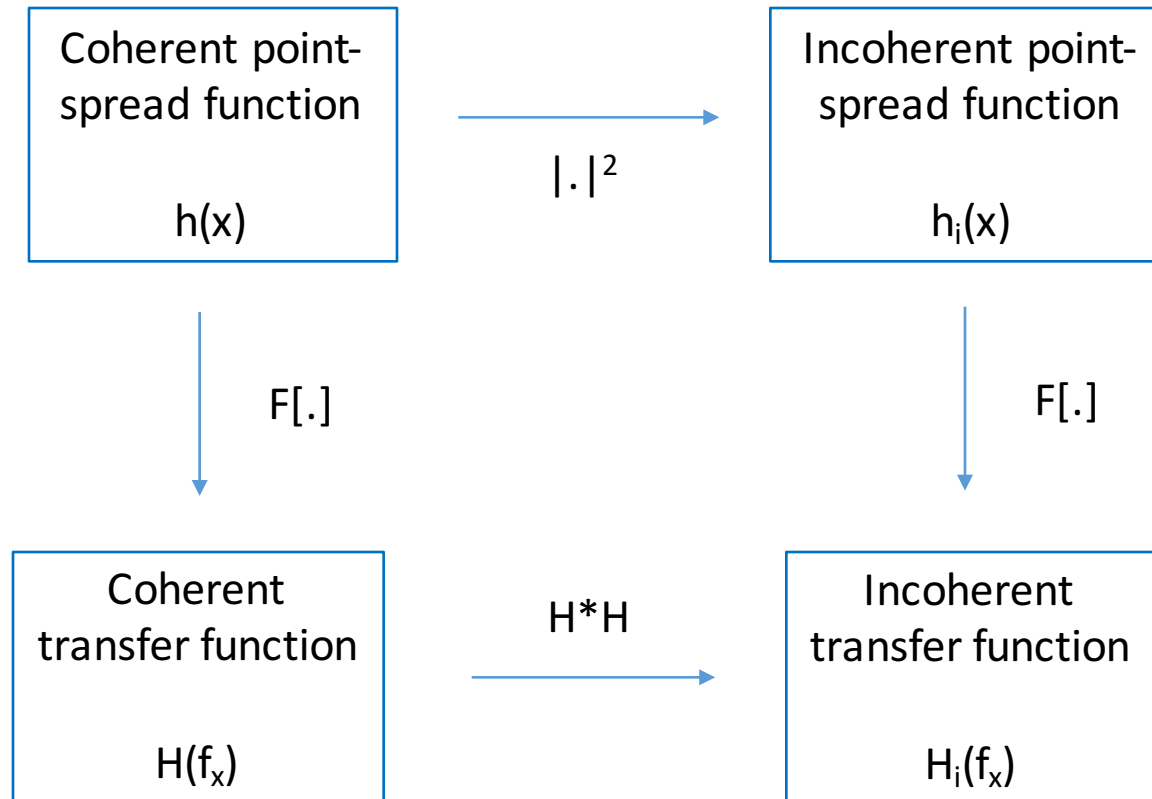 Coherent point-
spread function
h(x)
|.|²
Incoherent point-
spread function
hᵢ(x)
F[.]
F[.]
Coherent
transfer function
H(fₓ)
H*H
Incoherent
transfer function
Hᵢ(fₓ)